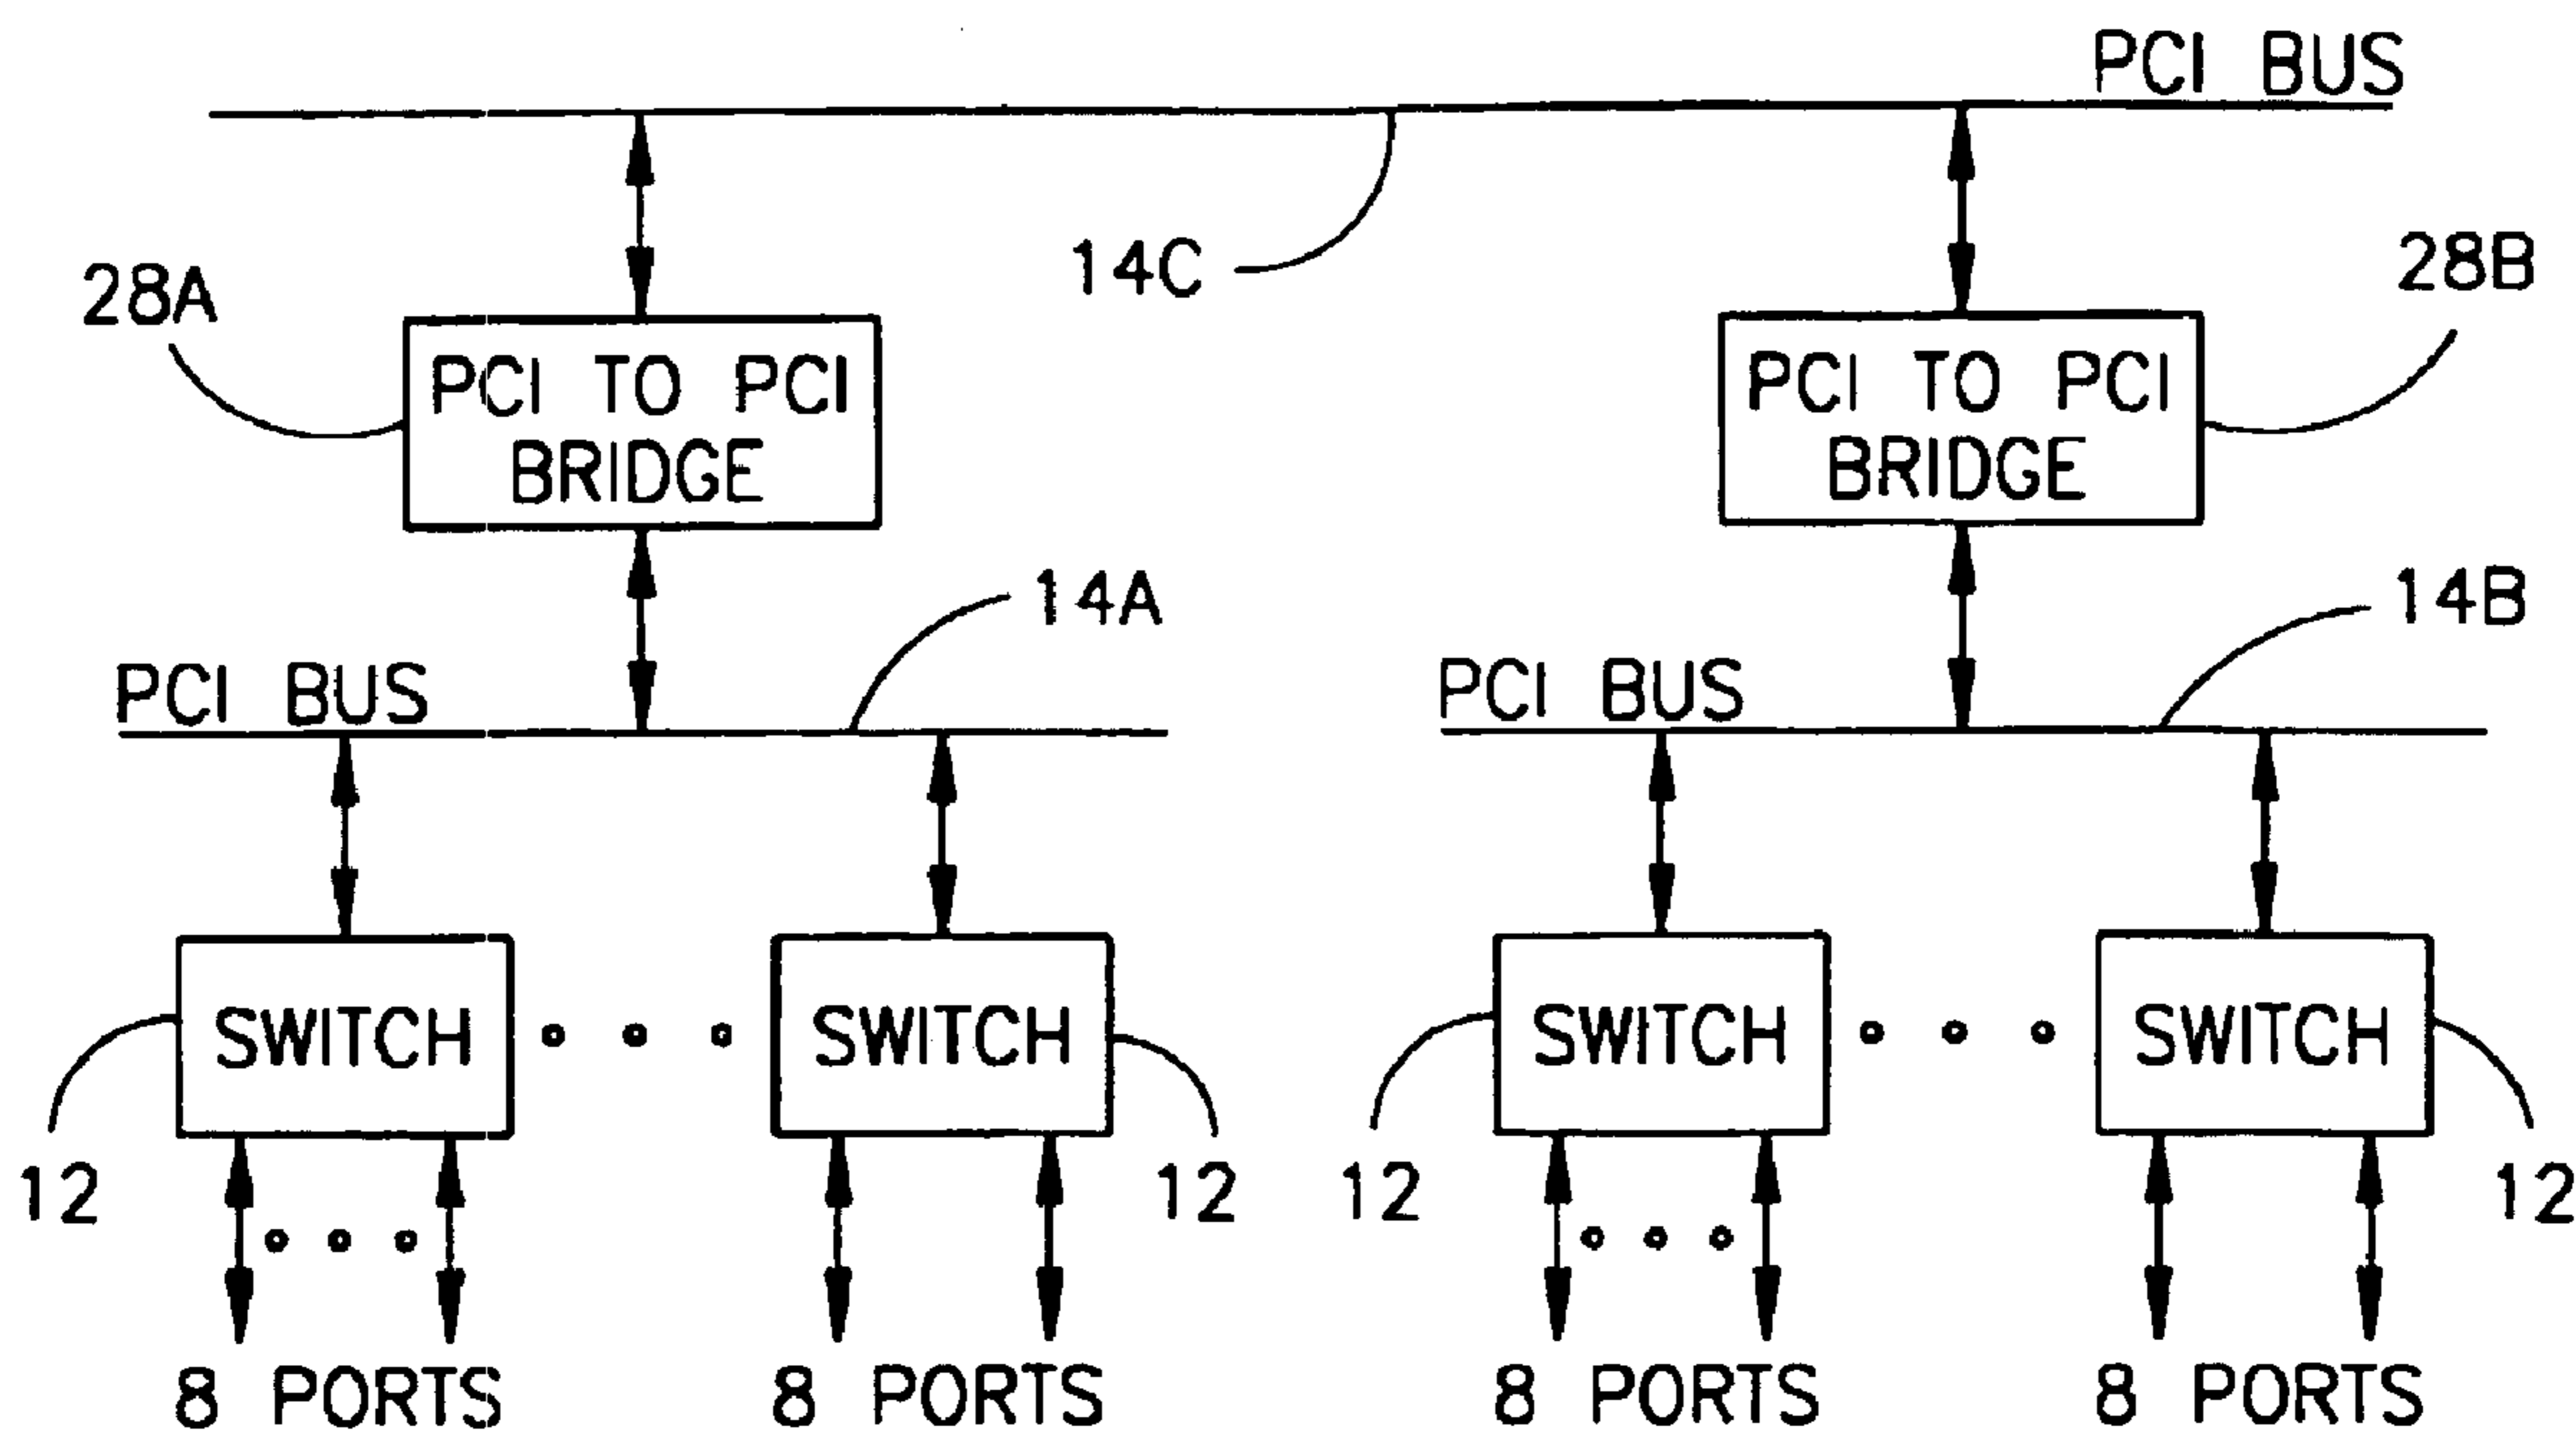 PCI BUS
14C
28A
28B
PCI TO PCI
BRIDGE
PCI TO PCI
BRIDGE
14A
14B
PCI BUS
PCI BUS
SWITCH
SWITCH
SWITCH
SWITCH
12
12
12
12
8 PORTS
8 PORTS
8 PORTS
8 PORTS